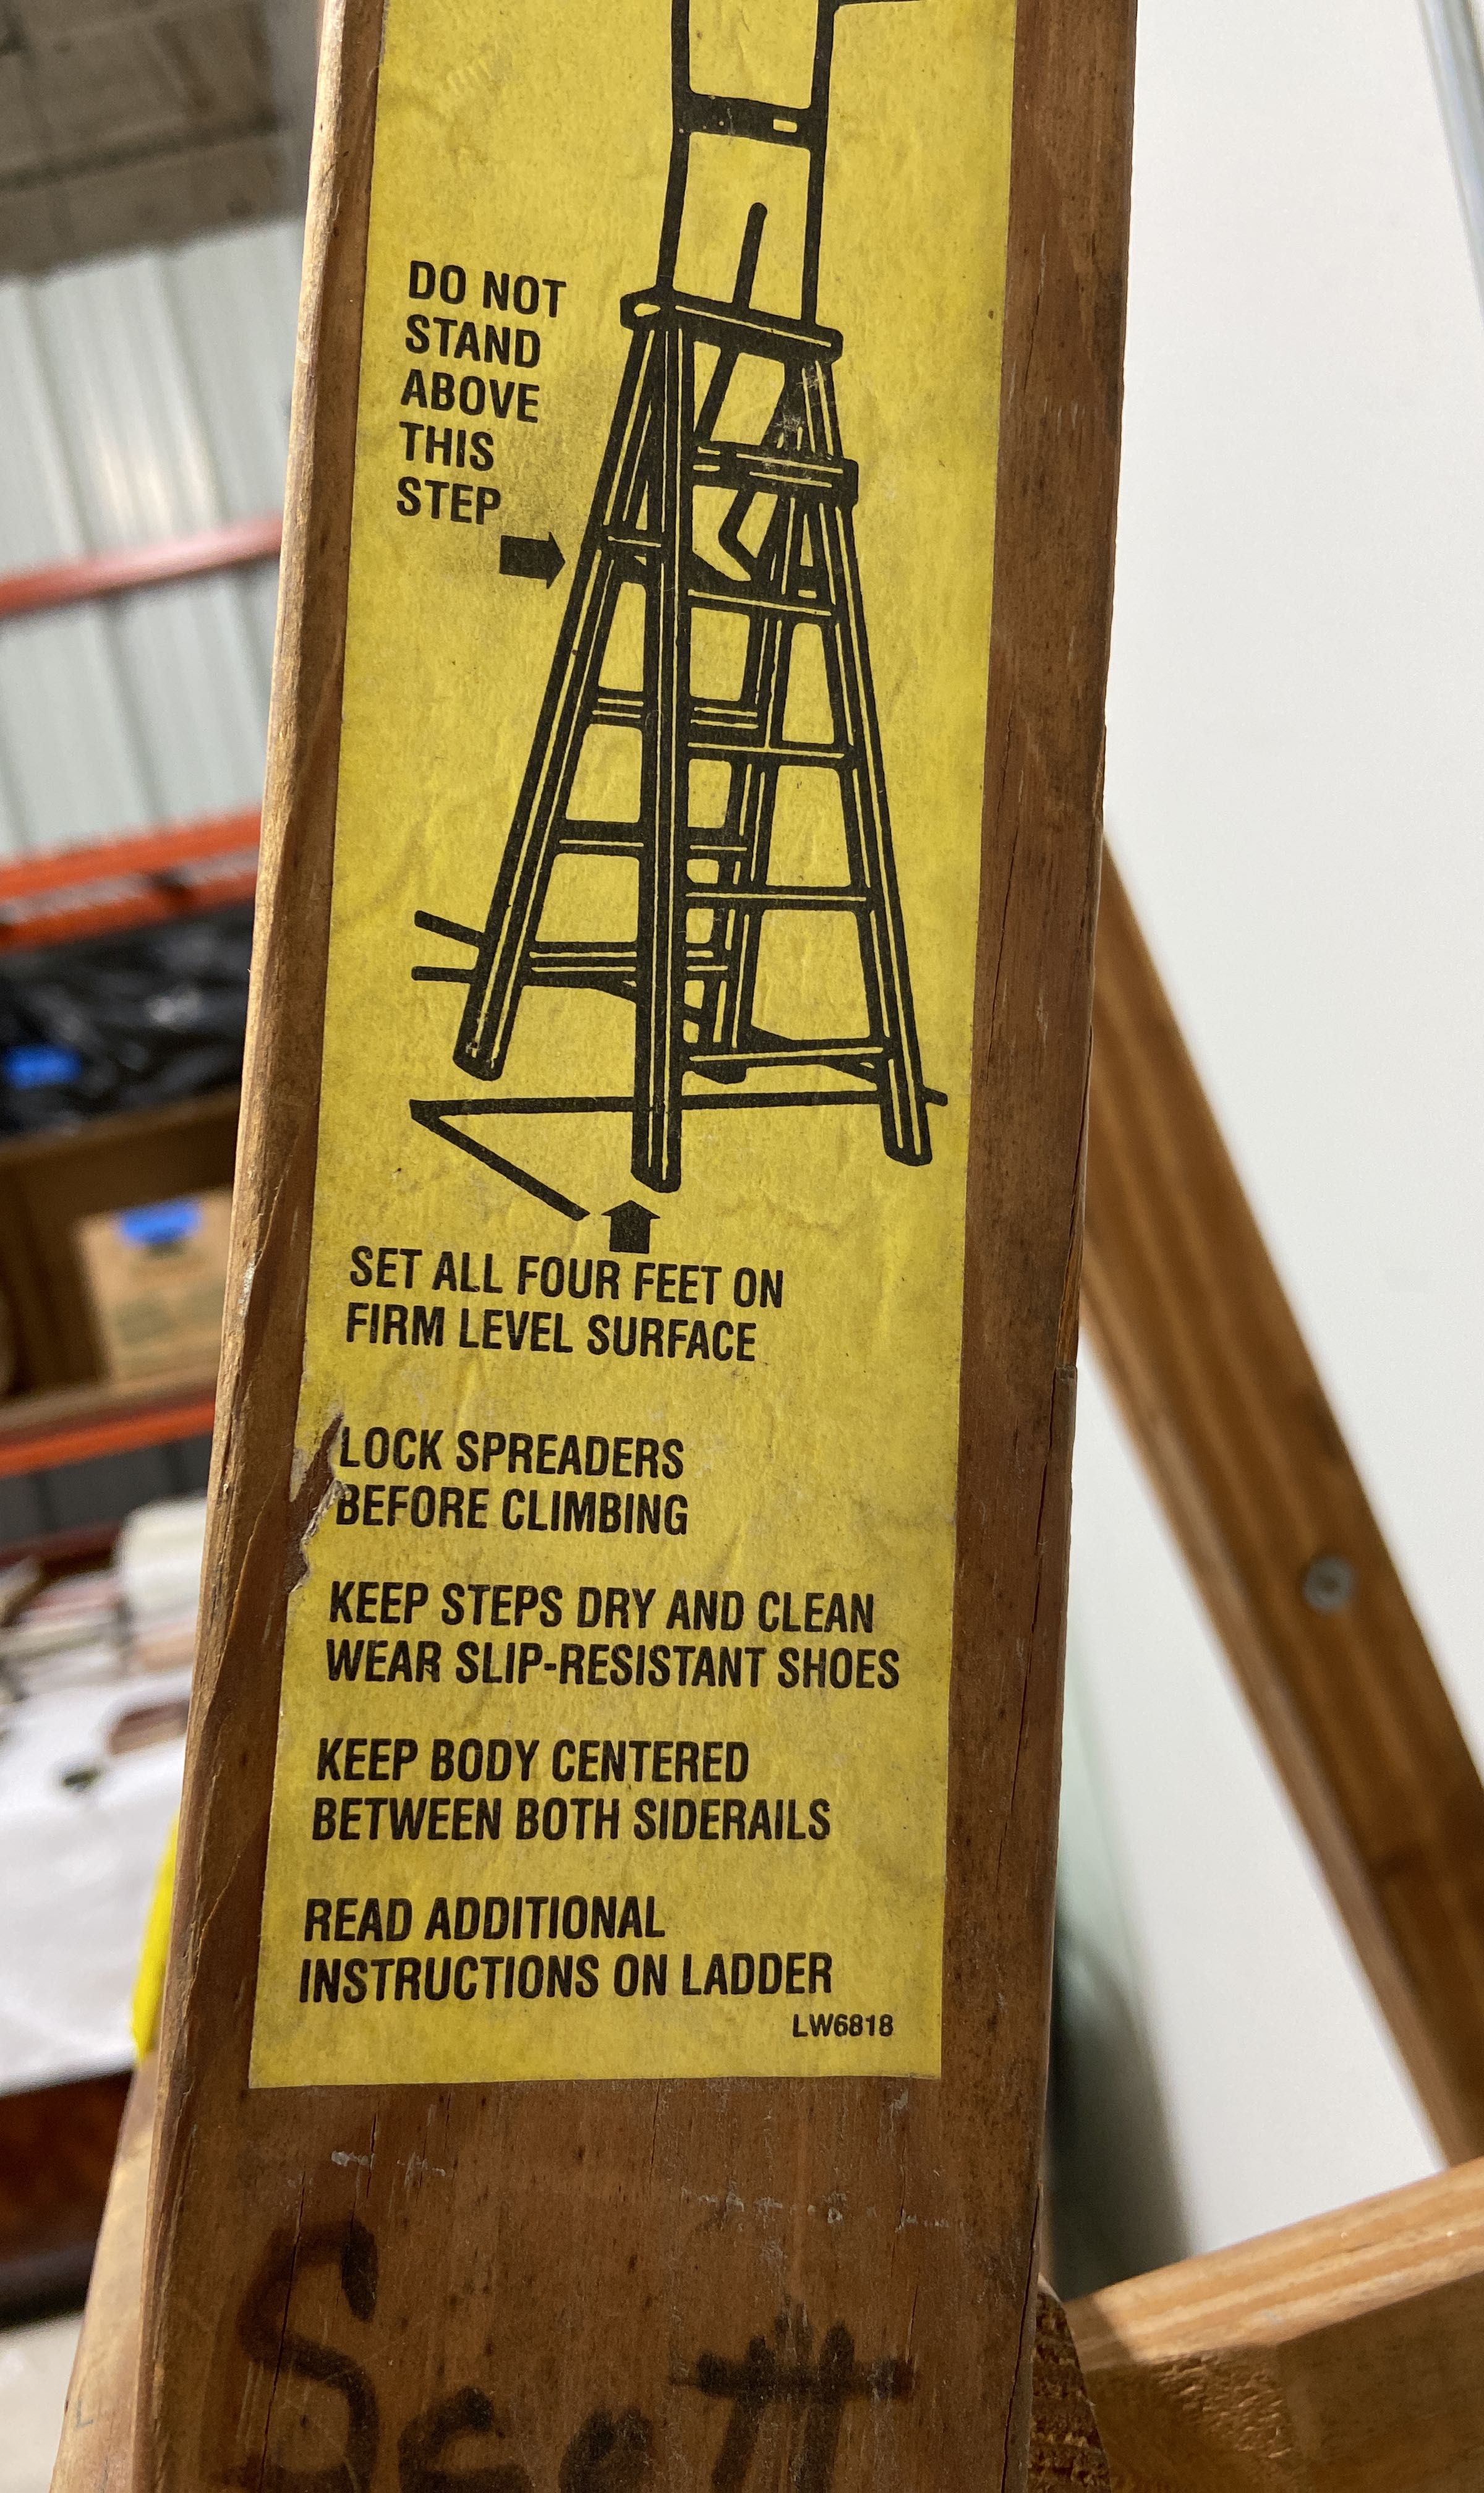 DO NOT
STAND
ABOVE
THIS
STEP
SET ALL FOUR FEET ON
FIRM LEVEL SURFACE
LOCK SPREADERS
BEFORE CLIMBING
KEEP STEPS DRY AND CLEAN
WEAR SLIP-RESISTANT SHOES
KEEP BODY CENTERED
BETWEEN BOTH SIDERAILS
READ ADDITIONAL
INSTRUCTIONS ON LADDER
LW6818
Scott